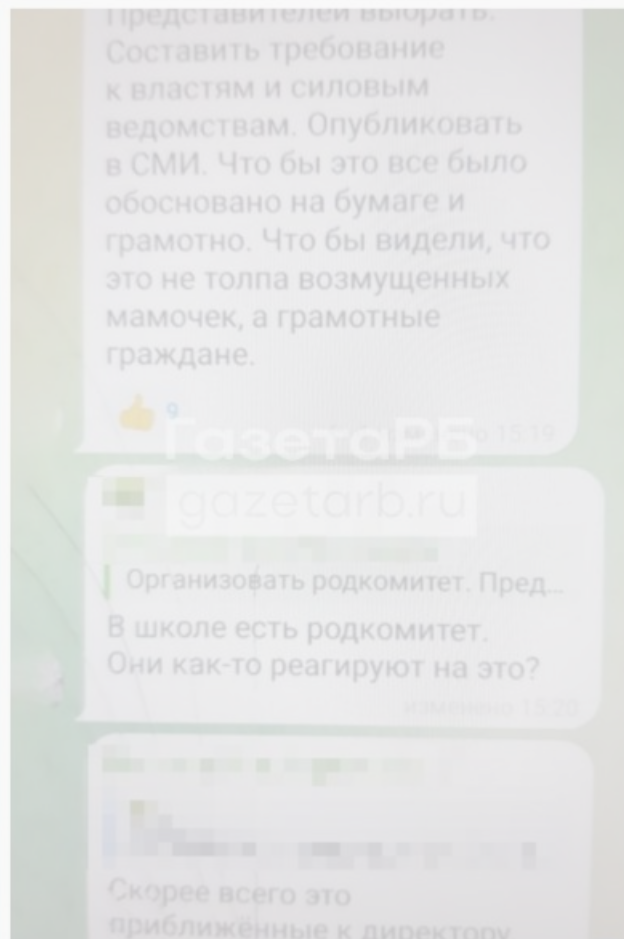 Представителей выбрать.
Составить требование
к властям и силовым
ведомствам. Опубликовать
в СМИ. Что бы это все было
обосновано на бумаге и
грамотно. Что бы видели, что
это не толпа возмущенных
мамочек, а грамотные
граждане.
9
15:19
ГазетаРБ
gazetarb.ru
Организовать родкомитет. Пред...
В школе есть родкомитет.
Они как-то реагируют на это?
изменено 15:20
Скорее всего это
приближённые к директору